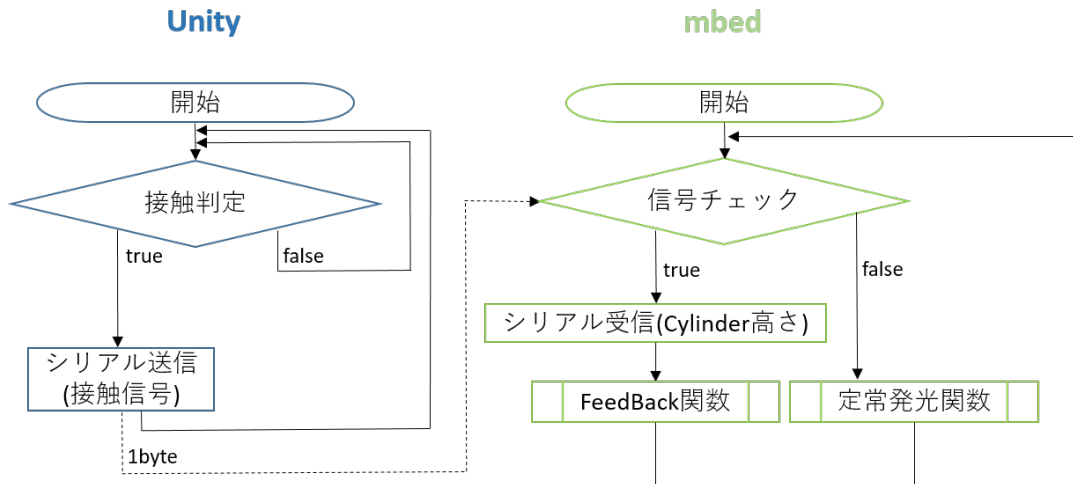 Unity
開始
接触判定
true
false
シリアル送信
(接触信号)
1byte
mbed
開始
信号チェック
true
false
シリアル受信(Cylinder高さ)
FeedBack関数
定常発光関数